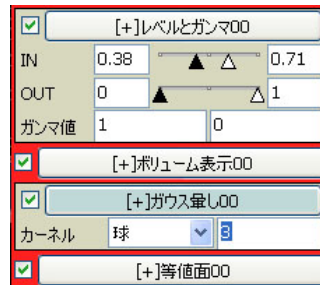 [+]レベルとガンマ00
IN 0.38 0.71
OUT 0 1
ガンマ値 1 0
[+]ボリューム表示00
[+]ガウス暈し00
カーネル 球 3
[+]等値面00